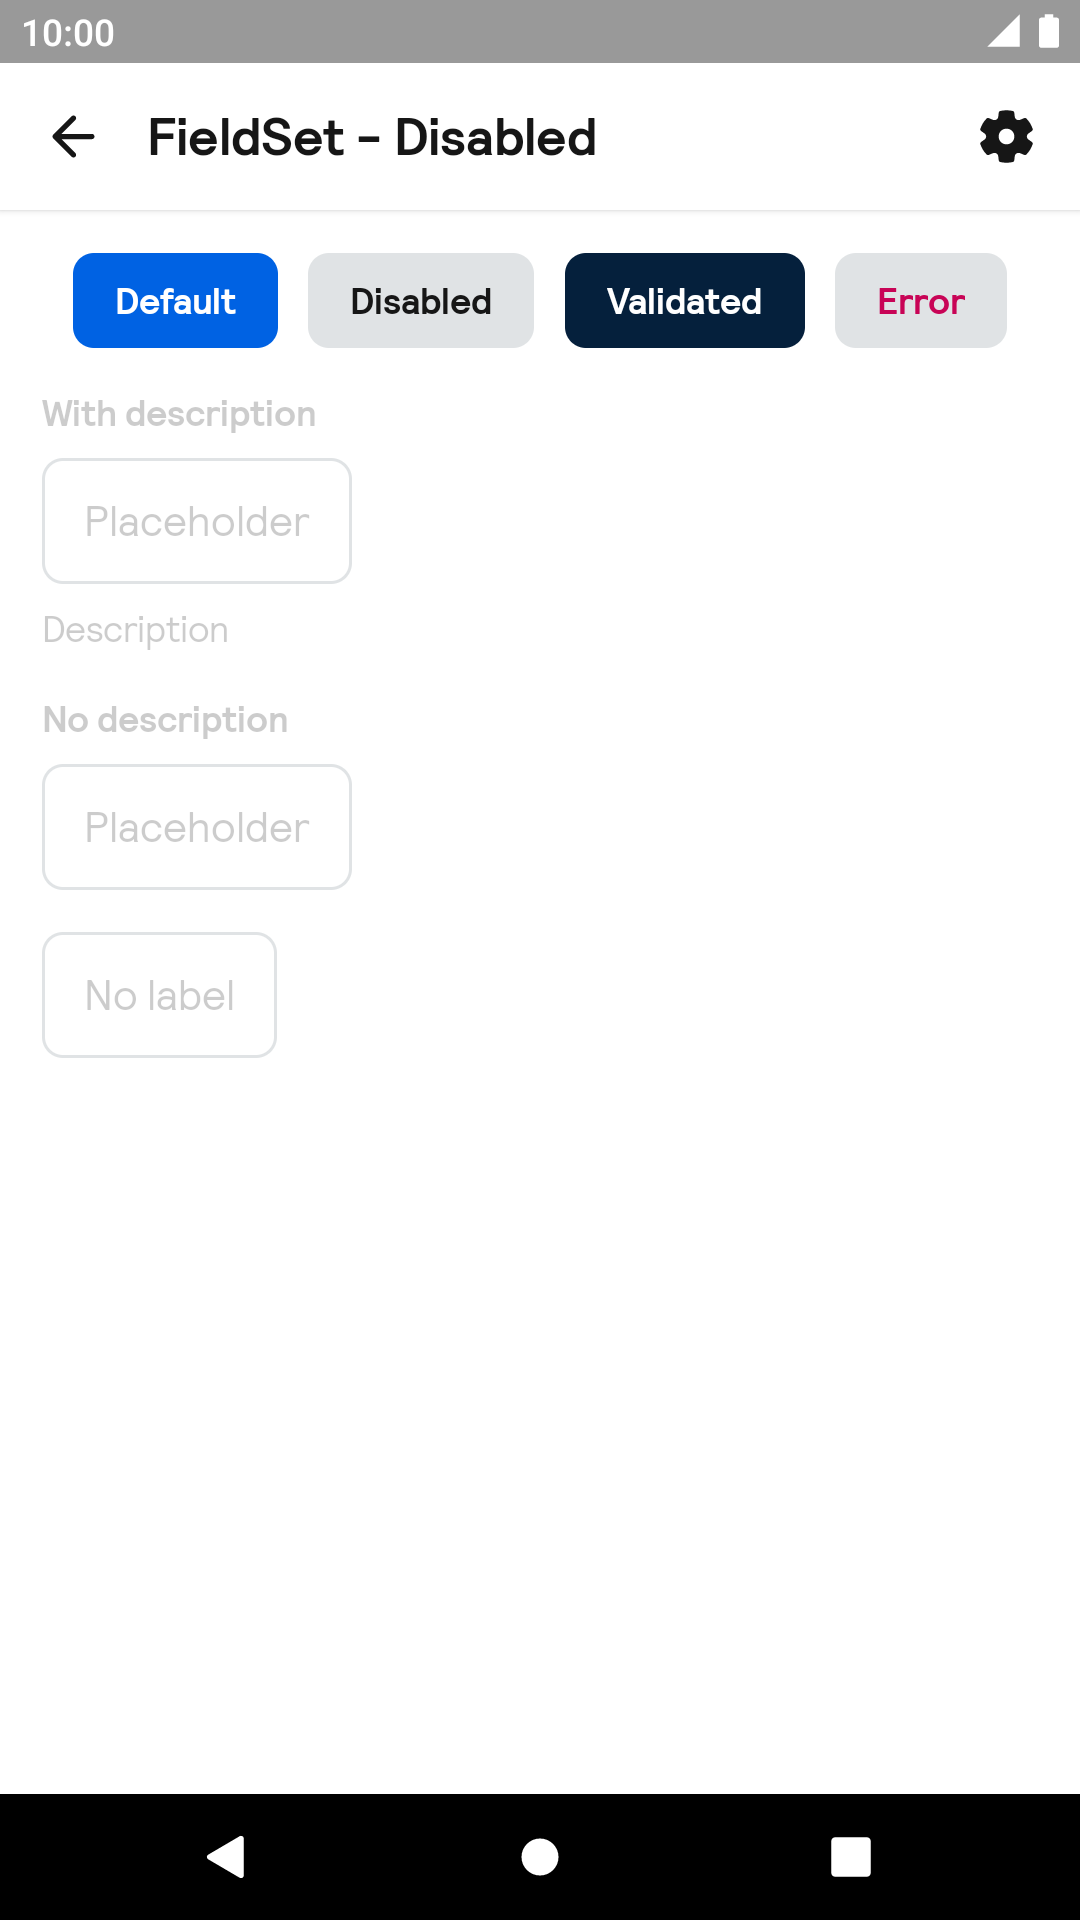 10:00
FieldSet - Disabled
Default Disabled Validated Error
With description
Placeholder
Description
No description
Placeholder
No label